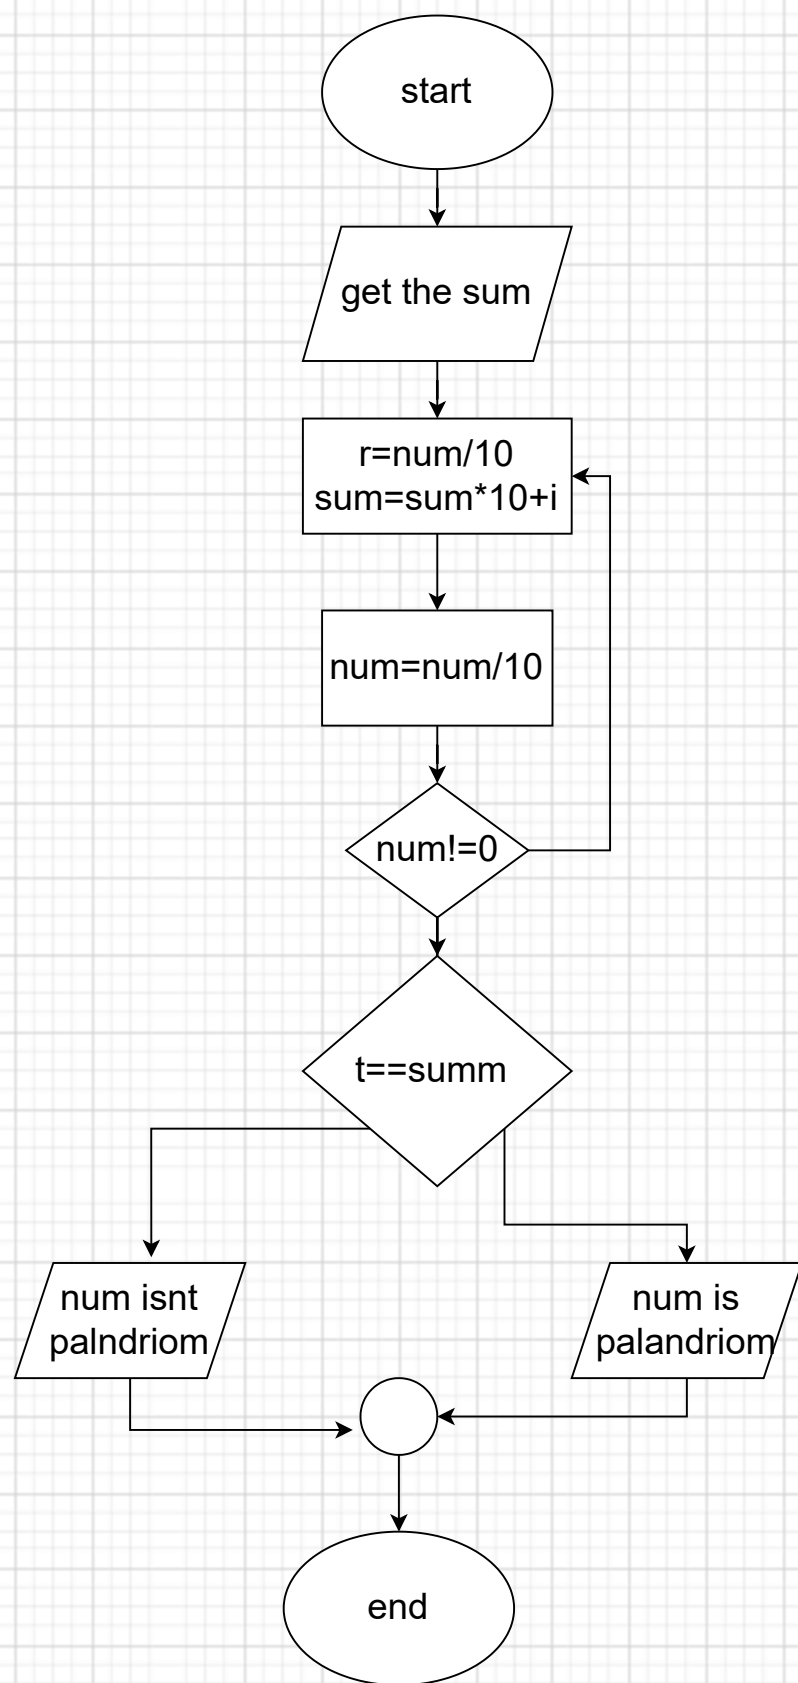 start
get the sum
r=num/10
sum=sum*10+i
num=num/10
num!=0
t==summ
num isnt
palndriom
num is
palandriom
end